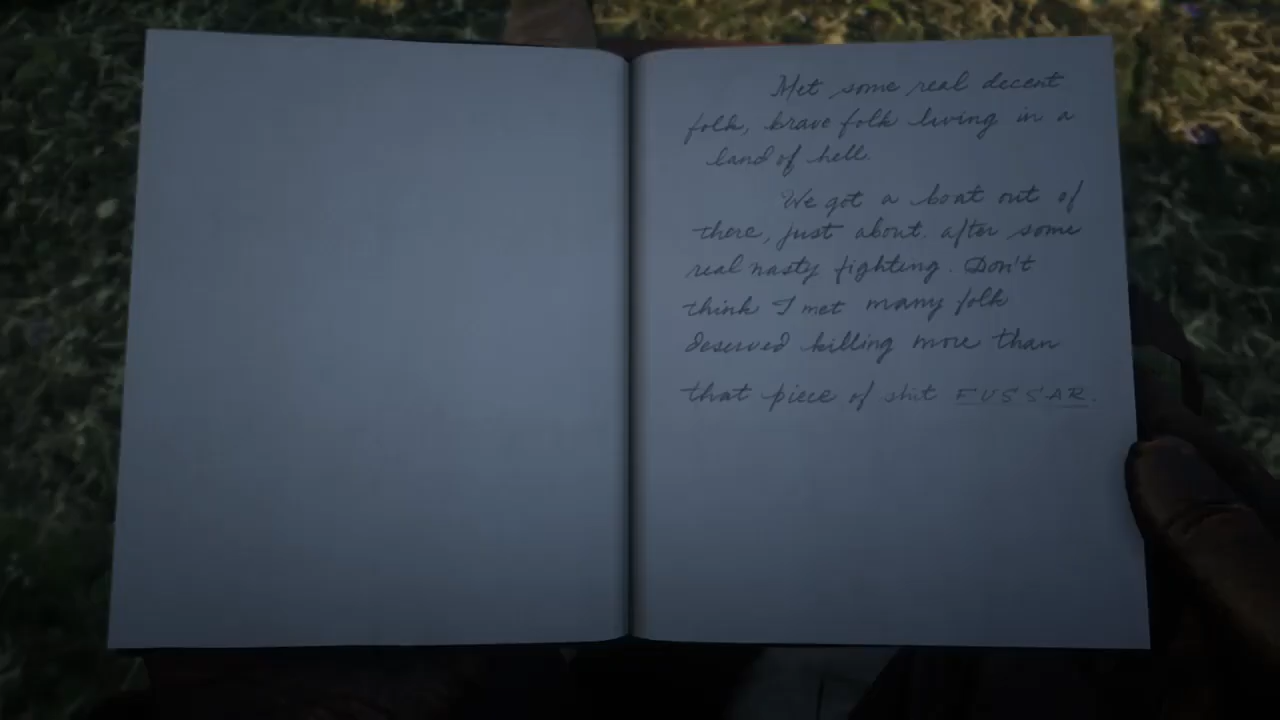 Met some real decent
folk, brave folk living in a
land of hell.
We got a boat out of
there, just about. after some
real nasty fighting. Don't
think I met many folk
deserved killing more than
that piece of shit FUSSAR.